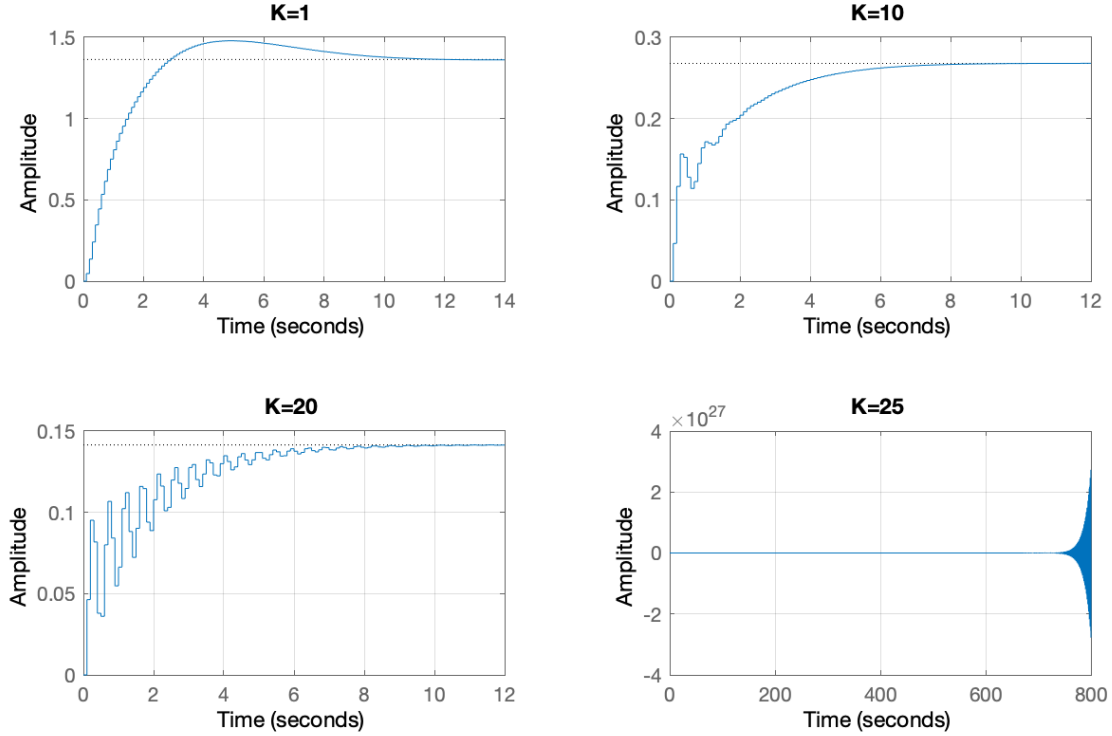 K=1
1.5
1
0.5
0
Amplitude
0 2 4 6 8 10 12 14
Time (seconds)
K=10
0.3
0.2
0.1
0
Amplitude
0 2 4 6 8 10 12
Time (seconds)
K=20
0.15
0.1
0.05
0
Amplitude
0 2 4 6 8 10 12
Time (seconds)
K=25
×10²⁷
4
2
0
-2
-4
Amplitude
0 200 400 600 800
Time (seconds)